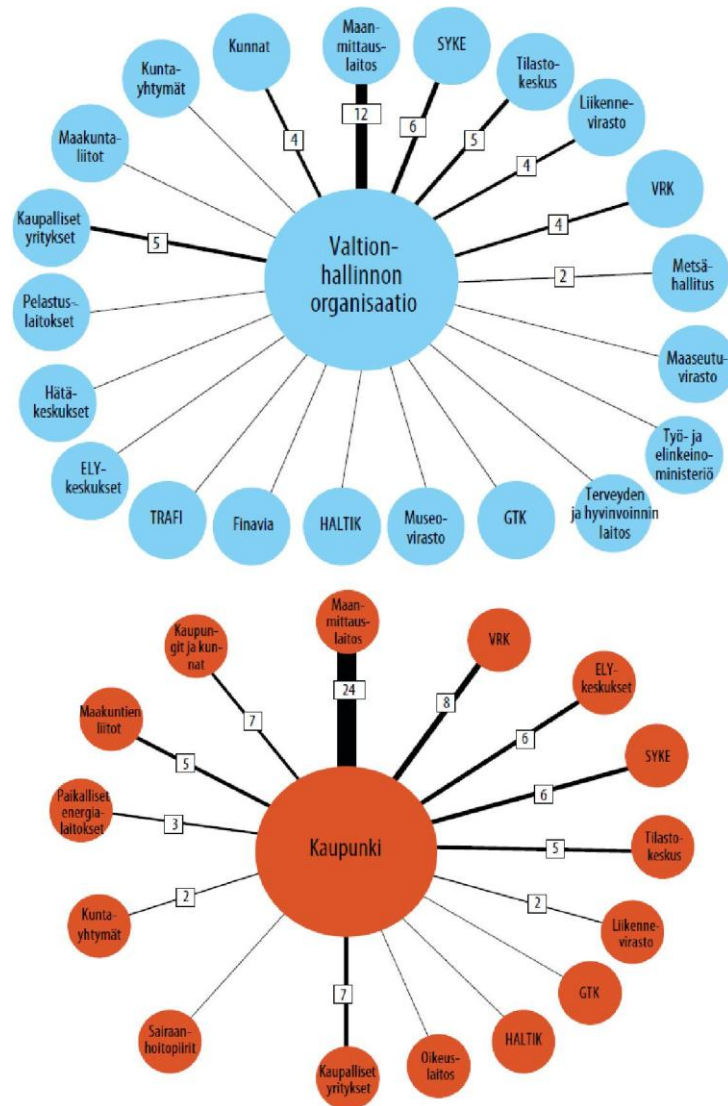 Maan-
mittaus-
laitos
SYKE
Tilasto-
keskus
Liikenne-
virasto
VRK
Metsä-
hallitus
Maaseutu-
virasto
Työ- ja
elinkeino-
ministeriö
Terveyden
ja hyvinvoinnin
laitos
GTK
Museo-
virasto
HALTIK
Finavia
TRAFI
ELY-
keskukset
Hätä-
keskukset
Pelastus-
laitokset
Kaupalliset
yritykset
Maakunta-
liitot
Kunta-
yhtymät
Kunnat
12
6
5
4
4
2
5
4
Valtion-
hallinnon
organisaatio
Maan-
mittaus-
laitos
VRK
ELY-
keskukset
SYKE
Tilasto-
keskus
Liikenne-
virasto
GTK
HALTIK
Oikeus-
laitos
Kaupalliset
yritykset
Sairaan-
hoitopiirit
Kunta-
yhtymät
Paikalliset
energia-
laitokset
Maakuntien
liitot
Kaupun-
git ja kun-
nat
24
8
6
6
5
2
7
2
3
5
7
Kaupunki